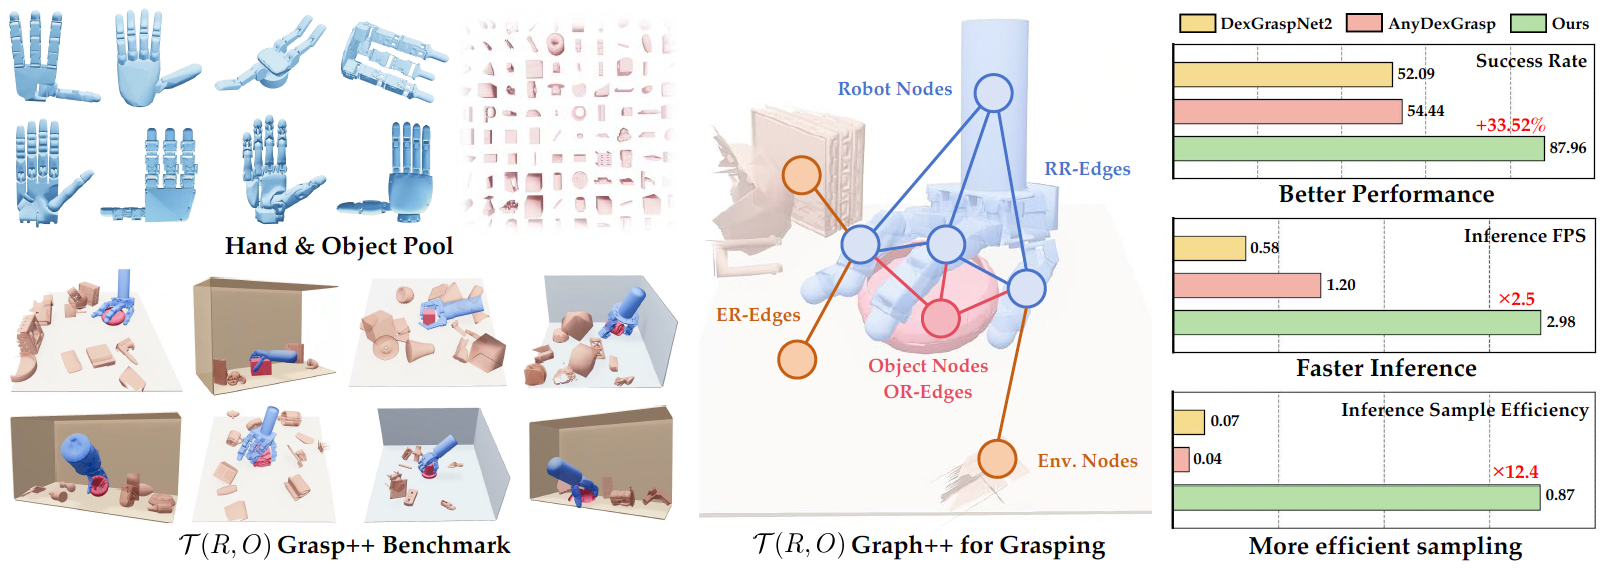 Hand & Object Pool
𝒯(R, O) Grasp++ Benchmark
Robot Nodes
RR-Edges
ER-Edges
Object Nodes
OR-Edges
Env. Nodes
𝒯(R, O) Graph++ for Grasping
DexGraspNet2
AnyDexGrasp
Ours
Success Rate
52.09
54.44
+33.52%
87.96
Better Performance
Inference FPS
0.58
1.20
×2.5
2.98
Faster Inference
Inference Sample Efficiency
0.07
0.04
×12.4
0.87
More efficient sampling